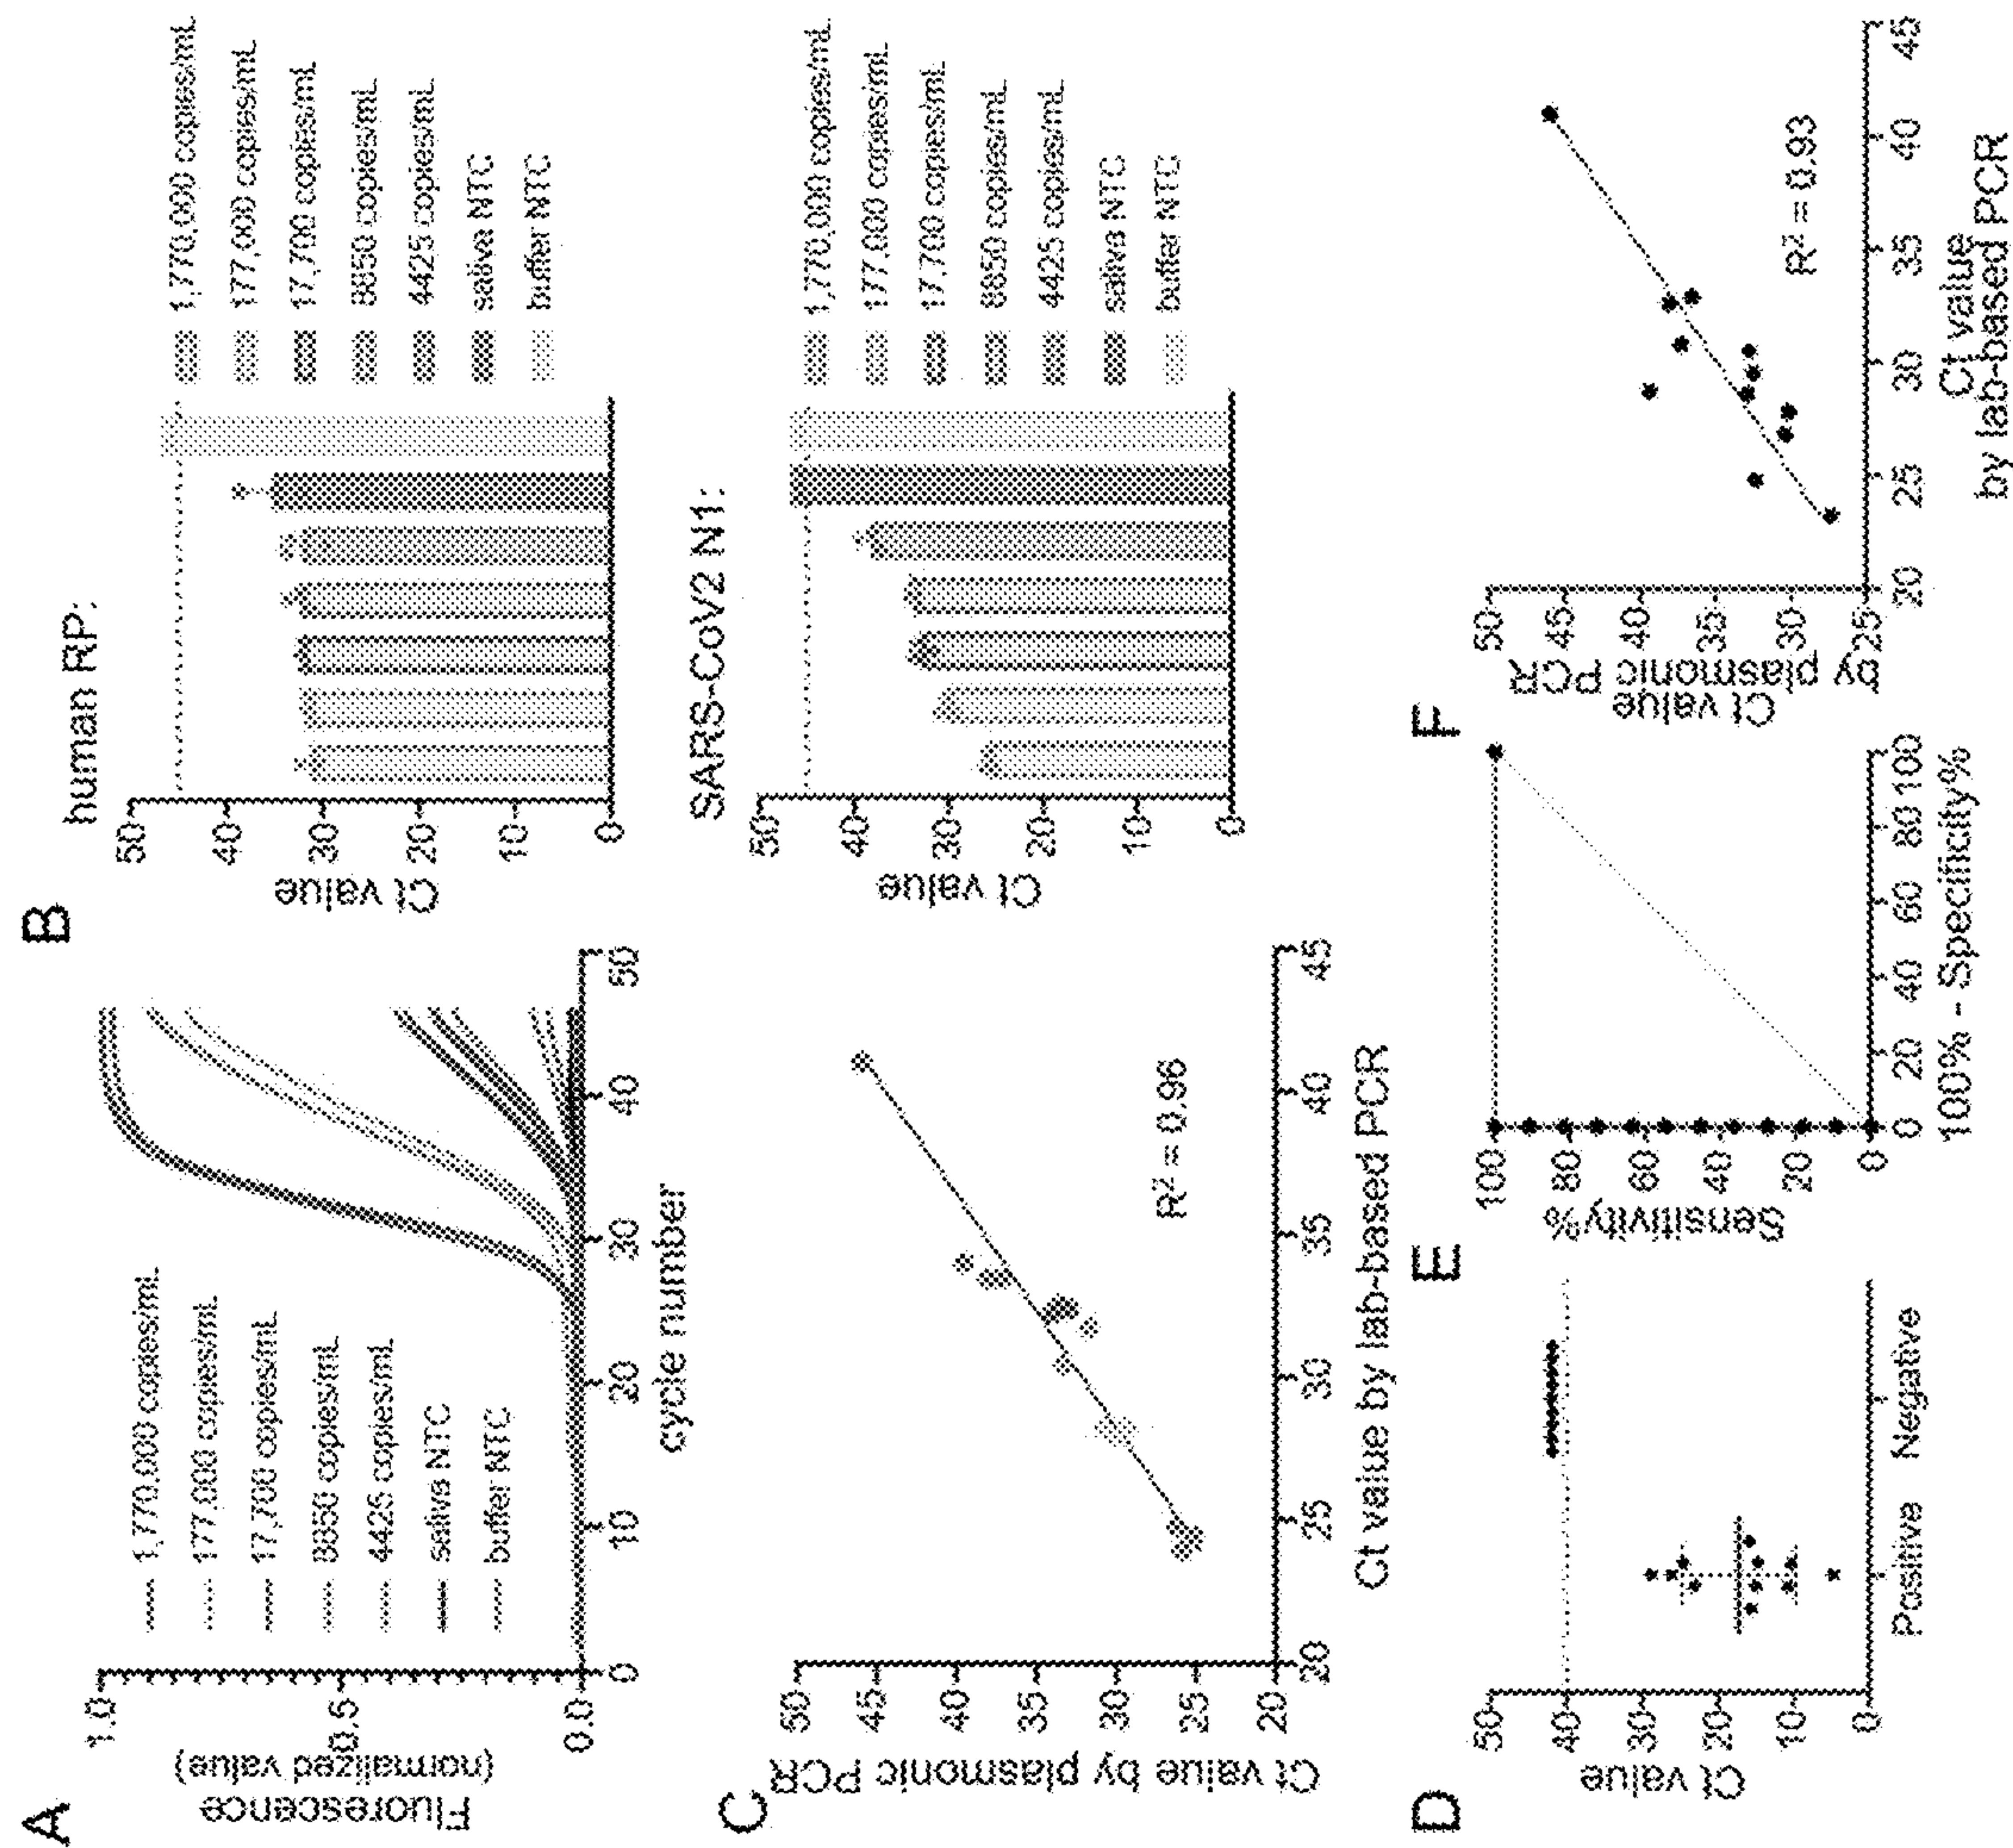 A
Fluorescence
(normalized value)
1.0
0.5
0.0
1,770,000 copies/mL
177,000 copies/mL
17,700 copies/mL
8850 copies/mL
4425 copies/mL
saliva NTC
buffer NTC
0
10
20
30
40
50
cycle number
B
human RP:
Ct value
50
40
30
20
10
0
1,770,000 copies/mL
177,000 copies/mL
17,700 copies/mL
8850 copies/mL
4425 copies/mL
saliva NTC
buffer NTC
SARS-CoV2 N1:
Ct value
50
40
30
20
10
0
1,770,000 copies/mL
177,000 copies/mL
17,700 copies/mL
8850 copies/mL
4425 copies/mL
saliva NTC
buffer NTC
C
Ct value by plasmonic PCR
50
45
40
35
30
25
20
R² = 0.96
20
25
30
35
40
45
Ct value by lab-based PCR
D
Ct value
50
40
30
20
10
0
Positive
Negative
E
Sensitivity%
100
80
60
40
20
0
0
20
40
60
80
100
100% - Specificity%
F
Ct value
by plasmonic PCR
50
45
40
35
30
25
R² = 0.93
20
25
30
35
40
45
Ct value
by lab-based PCR